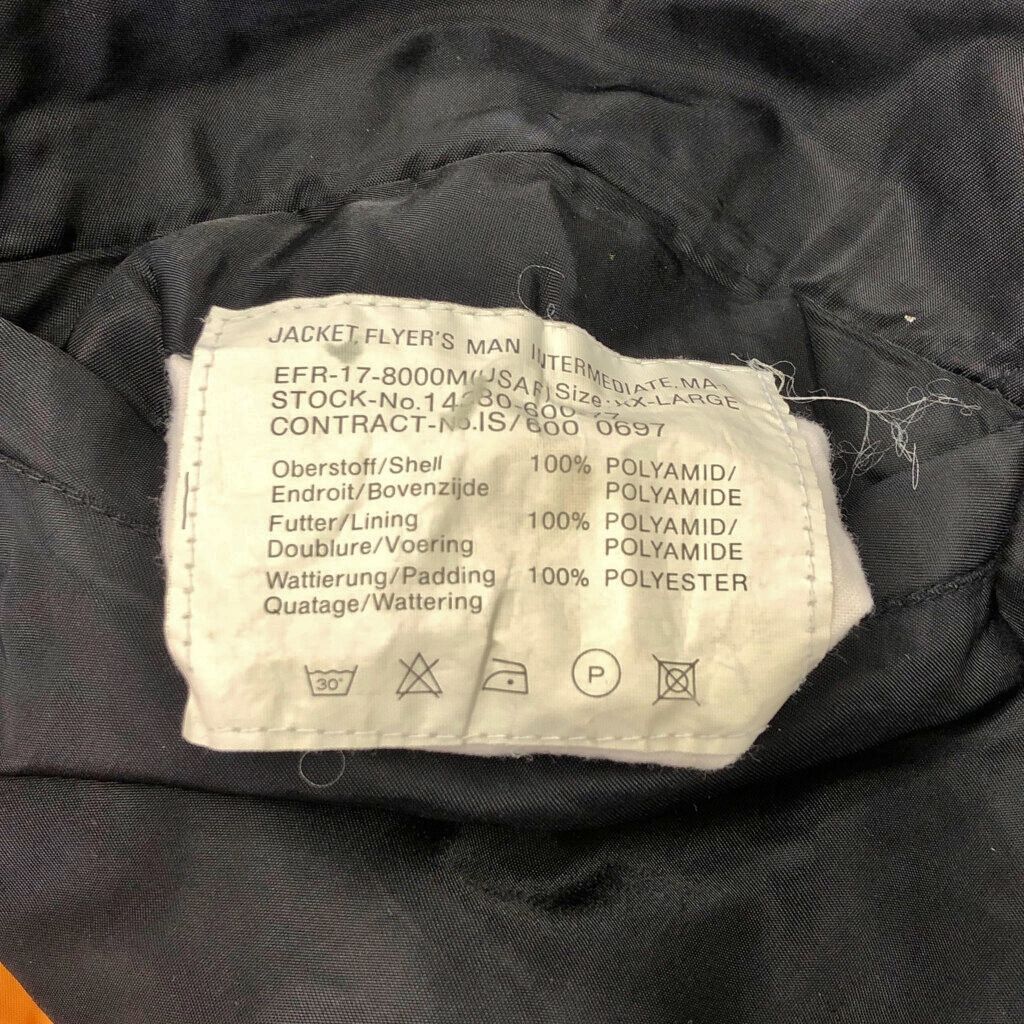 JACKET, FLYER'S MAN INTERMEDIATE, MA-
EFR-17-8000M(USAF) Size: XX-LARGE
STOCK-No.
CONTRACT-No.IS/600 0697
Oberstoff/Shell 100% POLYAMID/
Endroit/Bovenzijde POLYAMIDE
Futter/Lining 100% POLYAMID/
Doublure/Voering POLYAMIDE
Wattierung/Padding 100% POLYESTER
Quatage/Wattering
30° P